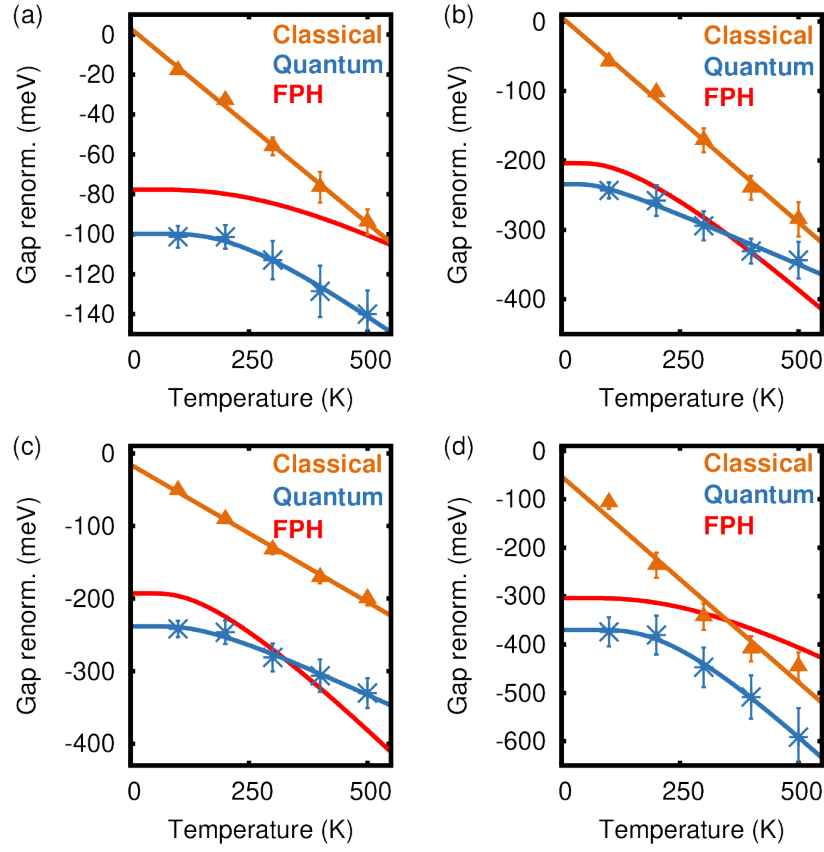 (a)
Gap renorm. (meV)
0
-20
-40
-60
-80
-100
-120
-140
Classical
Quantum
FPH
0
250
500
Temperature (K)
(b)
Gap renorm. (meV)
0
-100
-200
-300
-400
Classical
Quantum
FPH
0
250
500
Temperature (K)
(c)
Gap renorm. (meV)
0
-100
-200
-300
-400
Classical
Quantum
FPH
0
250
500
Temperature (K)
(d)
Gap renorm. (meV)
0
-100
-200
-300
-400
-500
-600
Classical
Quantum
FPH
0
250
500
Temperature (K)